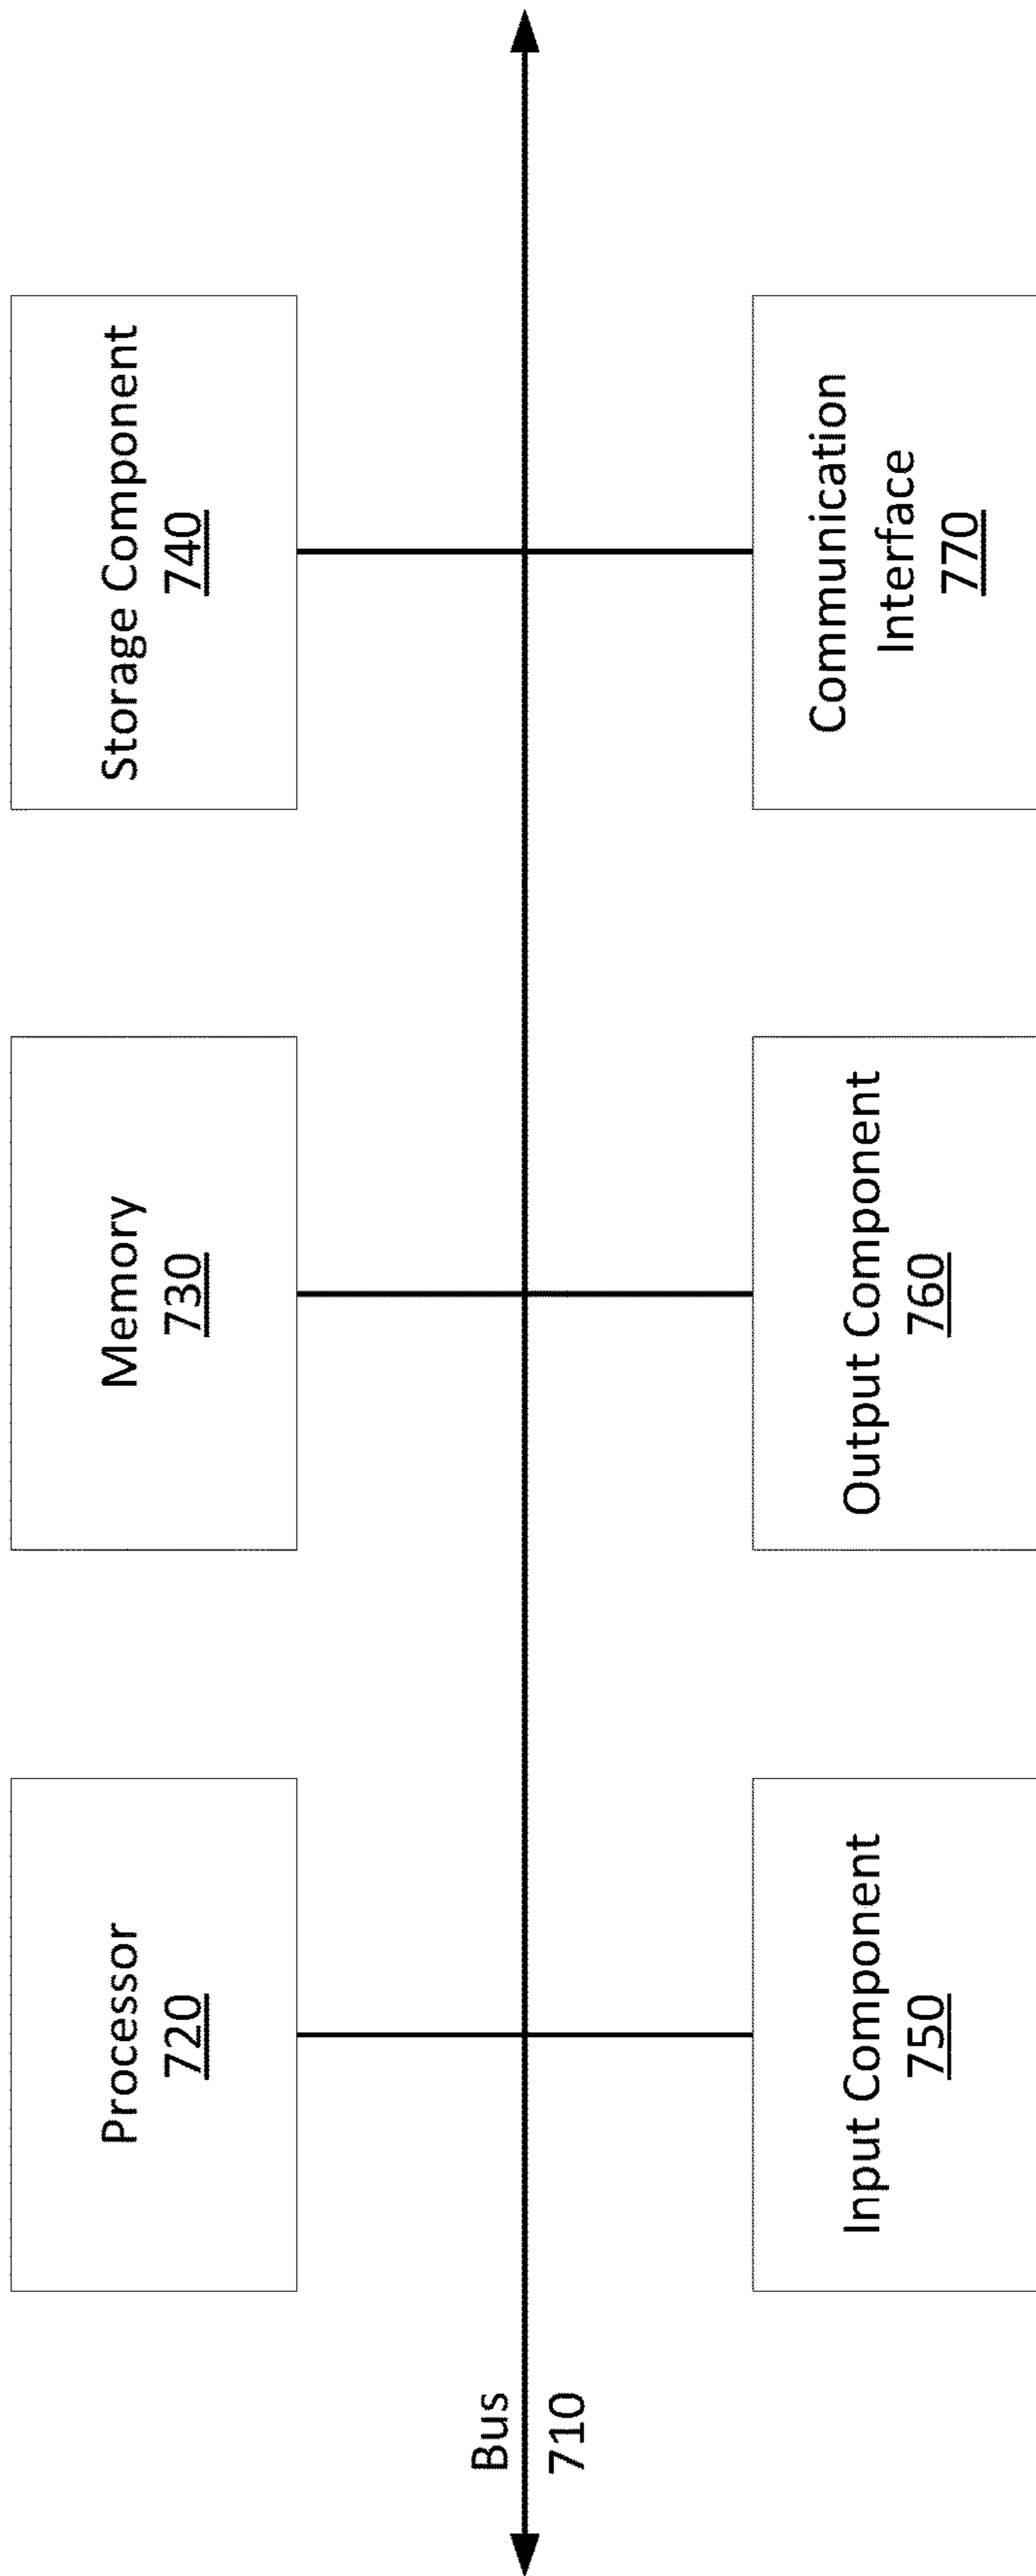 Processor
720
Memory
730
Storage Component
740
Bus
710
Input Component
750
Output Component
760
Communication
Interface
770